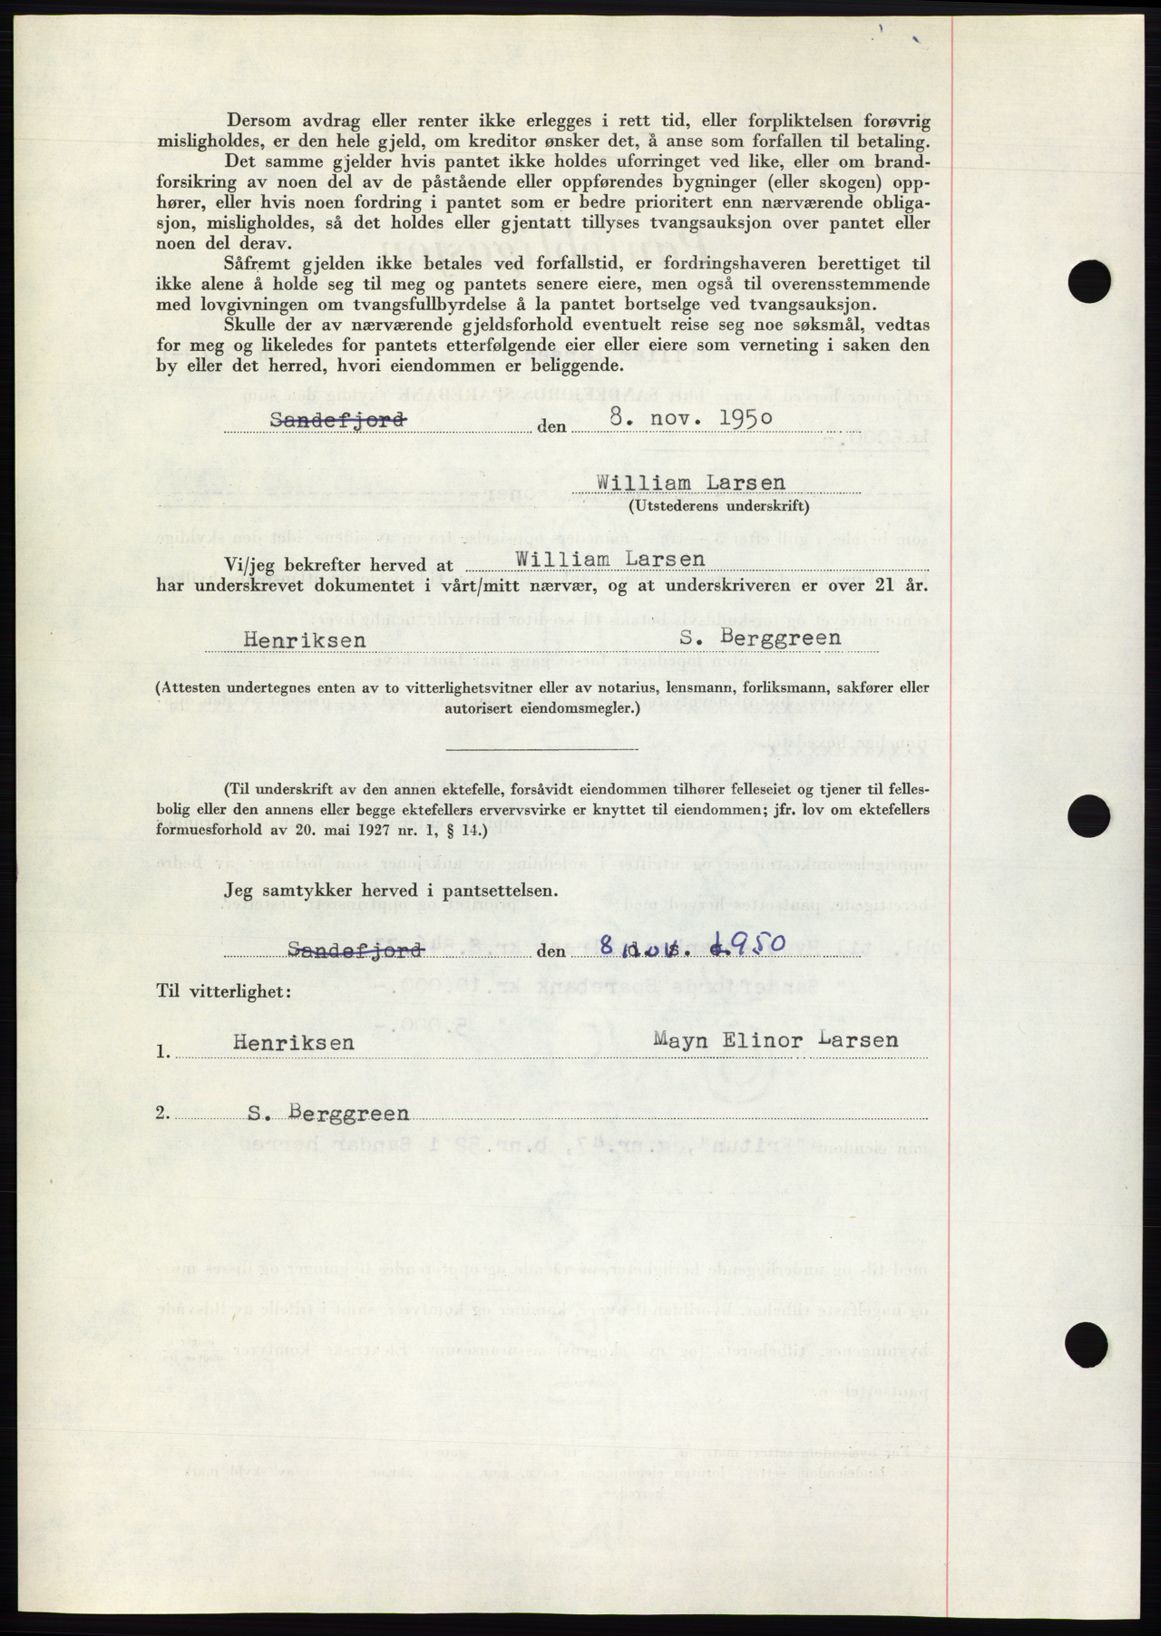 Dersom avdrag eller renter ikke erlegges i rett tid, eller forpliktelsen forøvrig
misligholdes, er den hele gjeld, om kreditor ønsker det, å anse som forfallen til betaling.
Det samme gjelder hvis pantet ikke holdes uforringet ved like, eller om brand-
forsikring av noen del av de påstående eller oppførendes bygninger (eller skogen) opp-
hører, eller hvis noen fordring i pantet som er bedre prioritert enn nærværende obliga-
sjon, misligholdes, så det holdes eller gjentatt tillyses tvangsauksjon over pantet eller
noen del derav.
Såfremt gjelden ikke betales ved forfallstid, er fordringshaveren berettiget til
ikke alene å holde seg til meg og pantets senere eiere, men også til overensstemmende
med lovgivningen om tvangsfullbyrdelse å la pantet bortselge ved tvangsauksjon.
Skulle der av nærværende gjeldsforhold eventuelt reise seg noe søksmål, vedtas
for meg og likeledes for pantets etterfølgende eier eller eiere som verneting i saken den
by eller det herred, hvori eiendommen er beliggende.
Sandefjord den 8. nov. 1950
William Larsen
(Utstederens underskrift)
Vi/jeg bekrefter herved at William Larsen
har underskrevet dokumentet i vårt/mitt nærvær, og at underskriveren er over 21 år.
Henriksen S. Berggreen
(Attesten undertegnes enten av to vitterlighetsvitner eller av notarius, lensmann, forliksmann, sakfører eller
autorisert eiendomsmegler.)
(Til underskrift av den annen ektefelle, forsåvidt eiendommen tilhører felleseiet og tjener til felles-
bolig eller den annens eller begge ektefellers ervervsvirke er knyttet til eiendommen; jfr. lov om ektefellers
formuesforhold av 20. mai 1927 nr. 1, § 14.)
Jeg samtykker herved i pantsettelsen.
Sandefjord den 8 nov. 1950
Til vitterlighet:
1. Henriksen Mayn Elinor Larsen
2. S. Berggreen